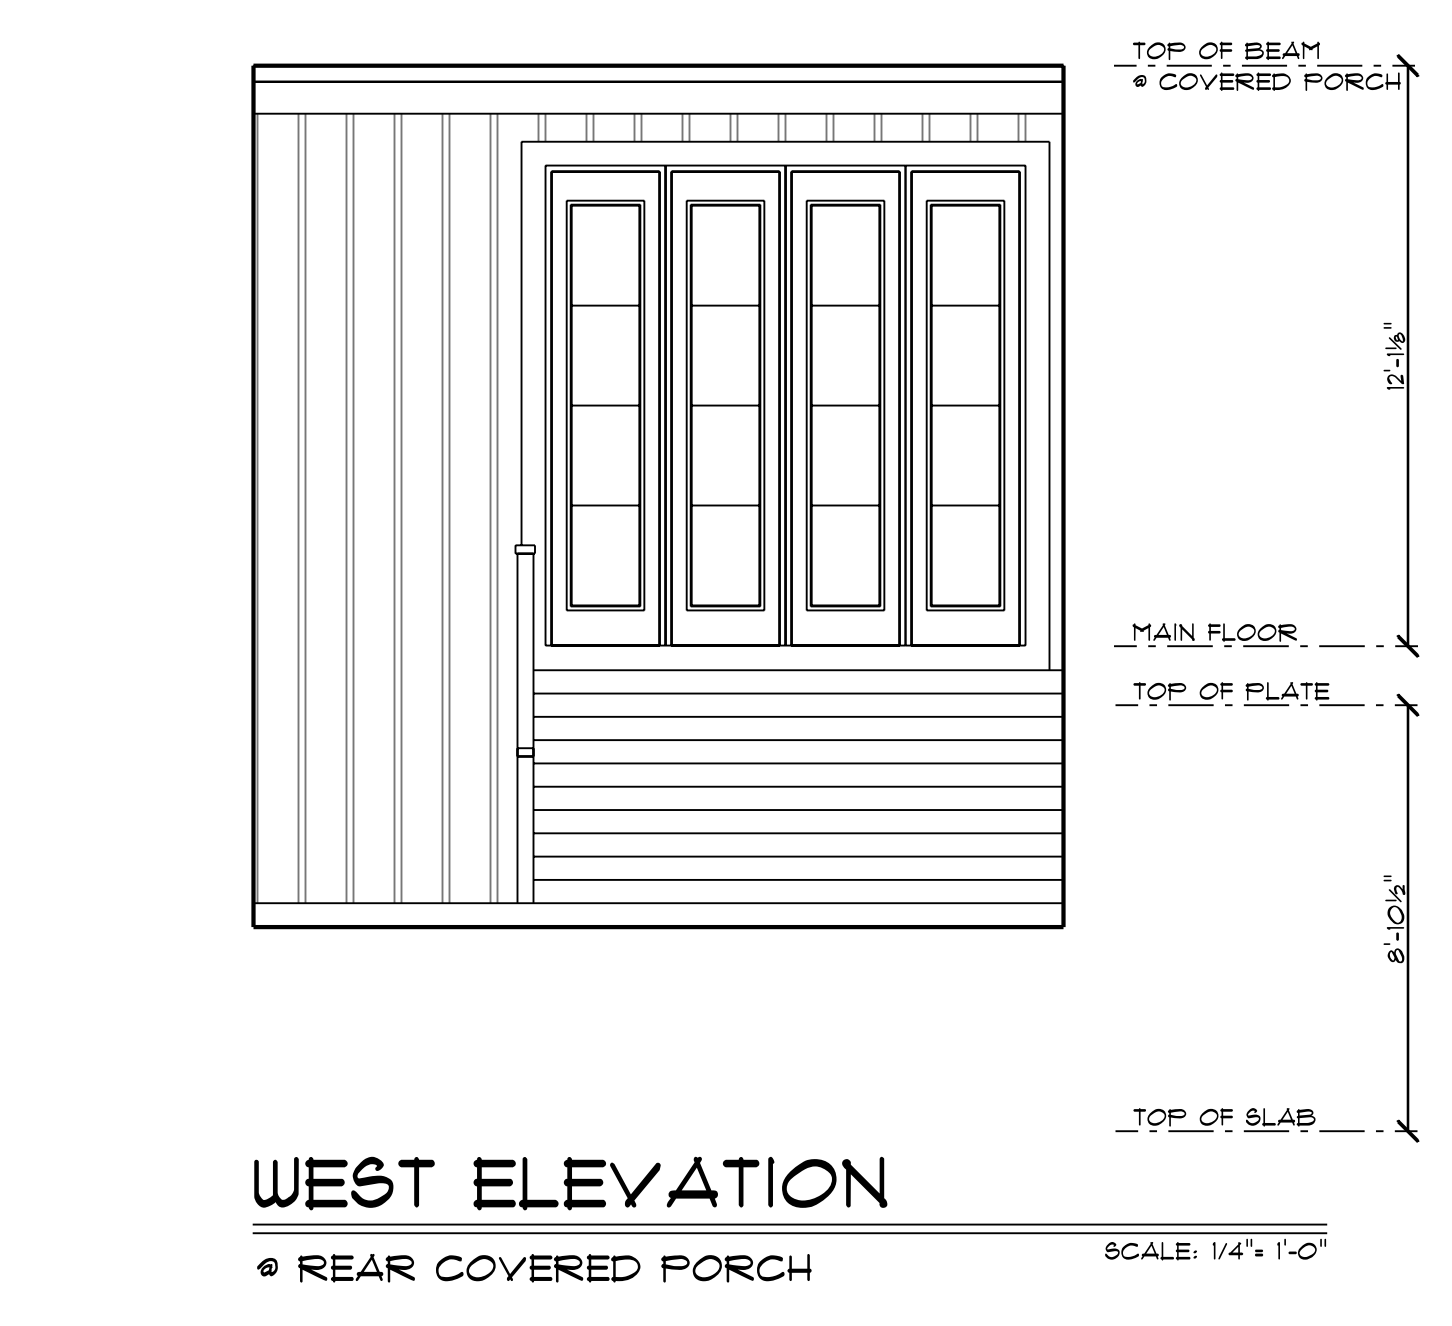 TOP OF BEAM
@ COVERED PORCH
12'-1⅛"
MAIN FLOOR
TOP OF PLATE
8'-10½"
TOP OF SLAB
WEST ELEVATION
@ REAR COVERED PORCH
SCALE: 1/4"= 1'-0"